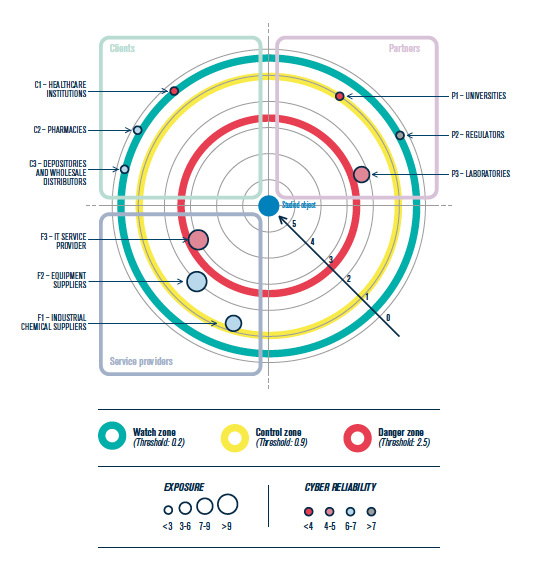 Clients
Partners
C1 – HEALTHCARE
INSTITUTIONS
C2 – PHARMACIES
C3 – DEPOSITORIES
AND WHOLESALE
DISTRIBUTORS
P1 – UNIVERSITIES
P2 – REGULATORS
P3 – LABORATORIES
Studied object
F3 – IT SERVICE
PROVIDER
F2 – EQUIPMENT
SUPPLIERS
F1 – INDUSTRIAL
CHEMICAL SUPPLIERS
5
4
3
2
1
0
Service providers
Watch zone
(Threshold: 0.2)
Control zone
(Threshold: 0.9)
Danger zone
(Threshold: 2.5)
EXPOSURE
<3 3-6 7-9 >9
CYBER RELIABILITY
<4 4-5 6-7 >7